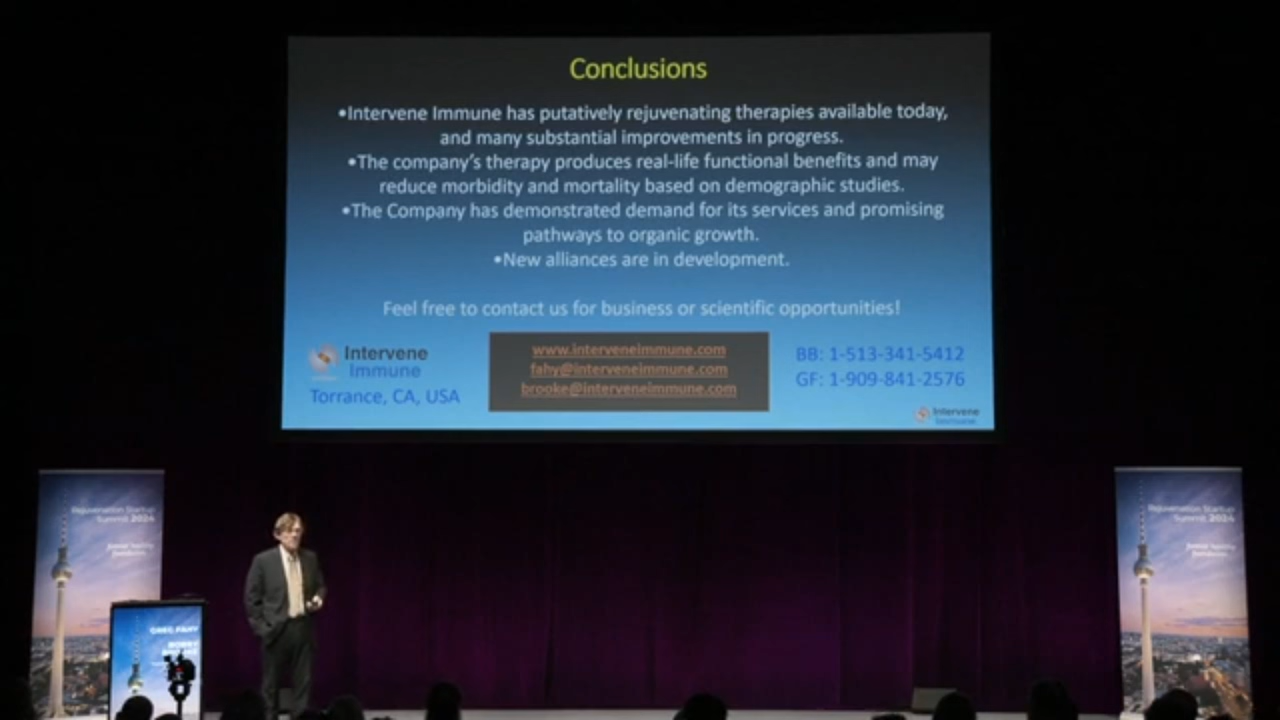 Conclusions
•Intervene Immune has putatively rejuvenating therapies available today,
and many substantial improvements in progress.
•The company's therapy produces real-life functional benefits and may
reduce morbidity and mortality based on demographic studies.
•The Company has demonstrated demand for its services and promising
pathways to organic growth.
•New alliances are in development.
Feel free to contact us for business or scientific opportunities!
Intervene
Immune
Torrance, CA, USA
www.interveneimmune.com
fahy@interveneimmune.com
brooke@interveneimmune.com
BB: 1-513-341-5412
GF: 1-909-841-2576
Intervene
Immune
Rejuvenation Startup
Summit 2024
GREG FAHY
Rejuvenation Startup
Summit 2024